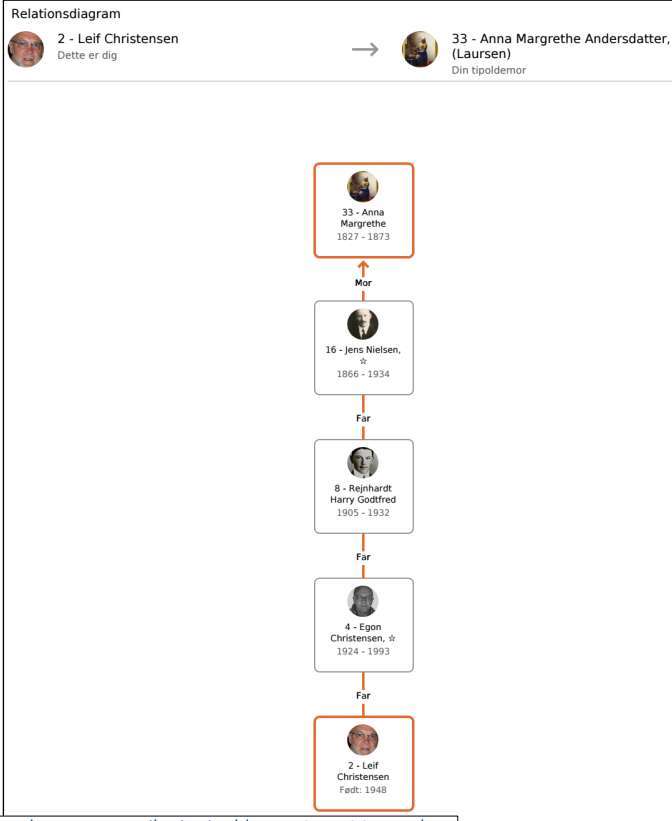 Relationsdiagram
2 - Leif Christensen
Dette er dig
→
33 - Anna Margrethe Andersdatter,
(Laursen)
Din tipoldemor
33 - Anna
Margrethe
1827 - 1873
Mor
16 - Jens Nielsen,
☆
1866 - 1934
Far
8 - Rejnhardt
Harry Godtfred
1905 - 1932
Far
4 - Egon
Christensen, ☆
1924 - 1993
Far
2 - Leif
Christensen
Født: 1948